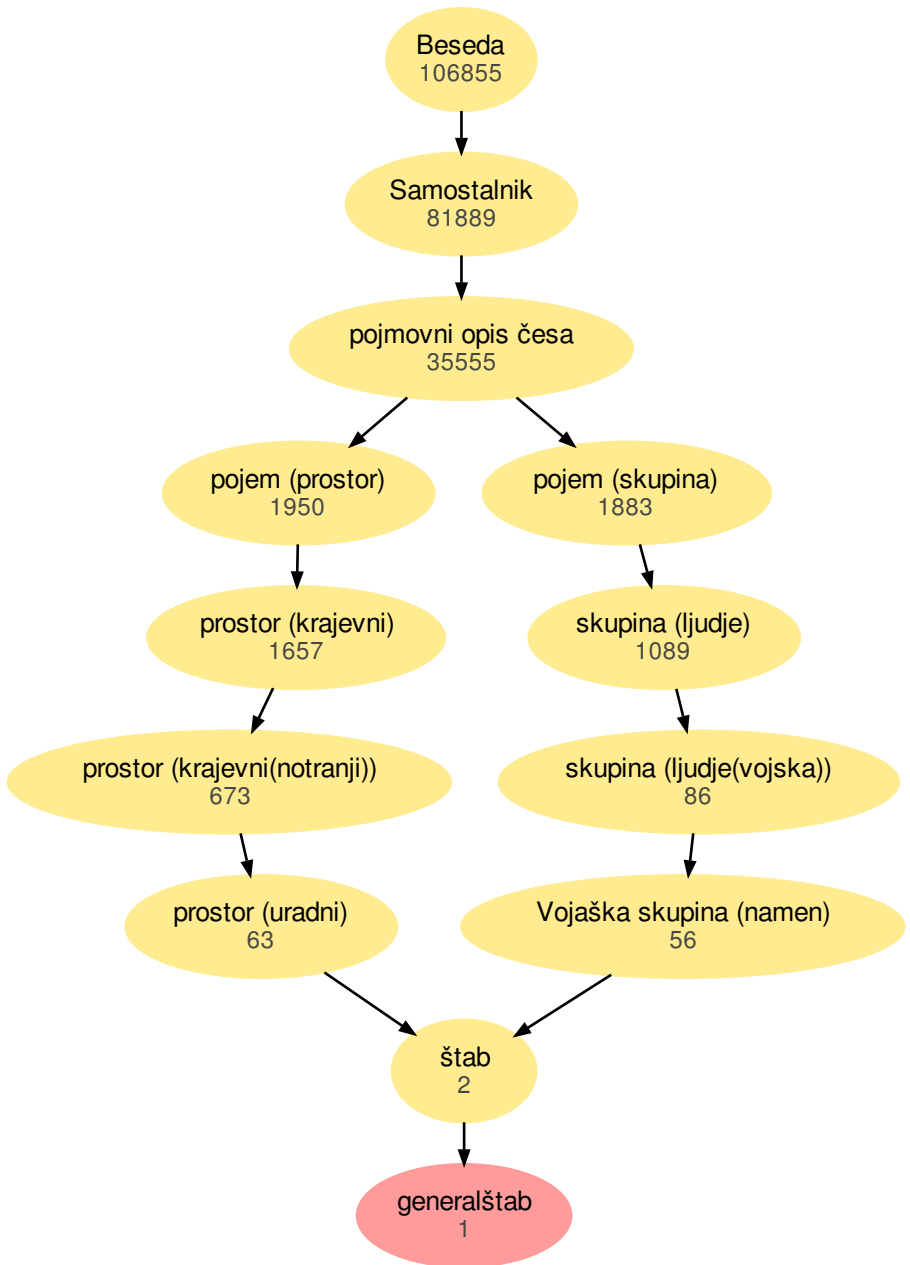 Beseda
106855
Samostalnik
81889
pojmovni opis česa
35555
pojem (prostor)
1950
pojem (skupina)
1883
prostor (krajevni)
1657
skupina (ljudje)
1089
prostor (krajevni(notranji))
673
skupina (ljudje(vojska))
86
prostor (uradni)
63
Vojaška skupina (namen)
56
štab
2
generalštab
1